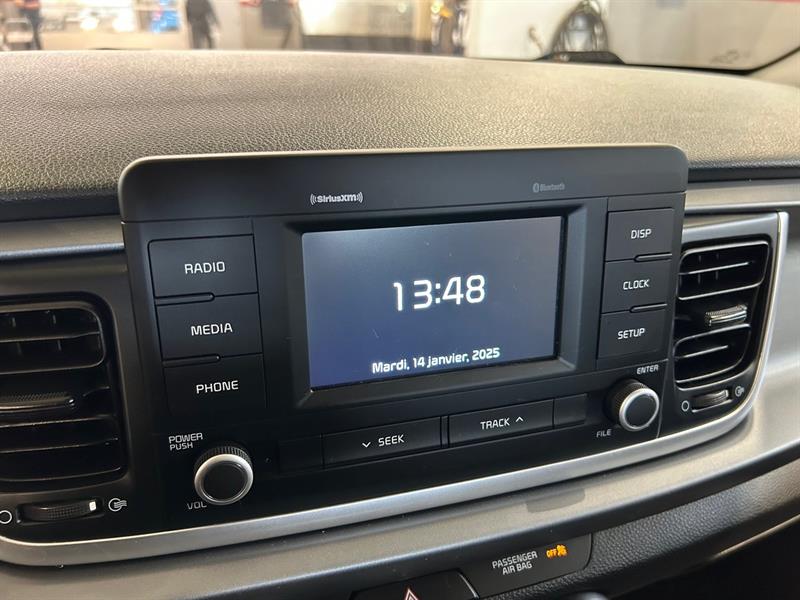 ((SiriusXM))
Bluetooth
RADIO
MEDIA
PHONE
13:48
Mardi, 14 janvier, 2025
DISP
CLOCK
SETUP
POWER
PUSH
VOL
SEEK
TRACK
ENTER
FILE
PASSENGER
AIR BAG
OFF